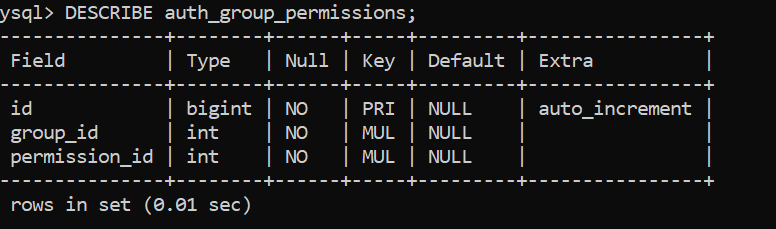 ysql> DESCRIBE auth_group_permissions;
---------------+--------+------+-----+---------+----------------+
 Field         | Type   | Null | Key | Default | Extra          |
---------------+--------+------+-----+---------+----------------+
 id            | bigint | NO   | PRI | NULL    | auto_increment |
 group_id      | int    | NO   | MUL | NULL    |                |
 permission_id | int    | NO   | MUL | NULL    |                |
---------------+--------+------+-----+---------+----------------+
 rows in set (0.01 sec)